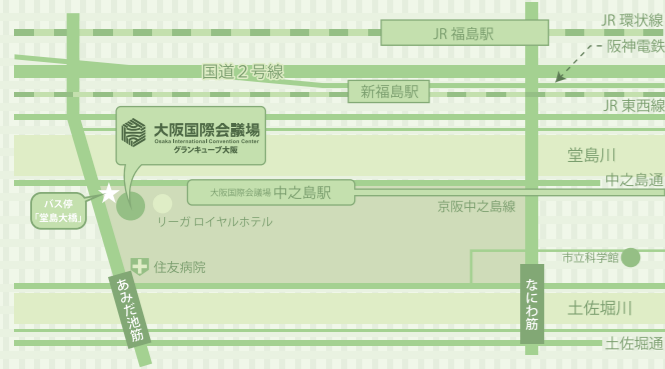 JR 環状線
JR 福島駅
阪神電鉄
国道２号線
新福島駅
JR 東西線
大阪国際会議場
Osaka International Convention Center
グランキューブ大阪
堂島川
中之島通
大阪国際会議場 中之島駅
バス停
「堂島大橋」
京阪中之島線
リーガ ロイヤルホテル
住友病院
市立科学館
あみだ池筋
なにわ筋
土佐堀川
土佐堀通